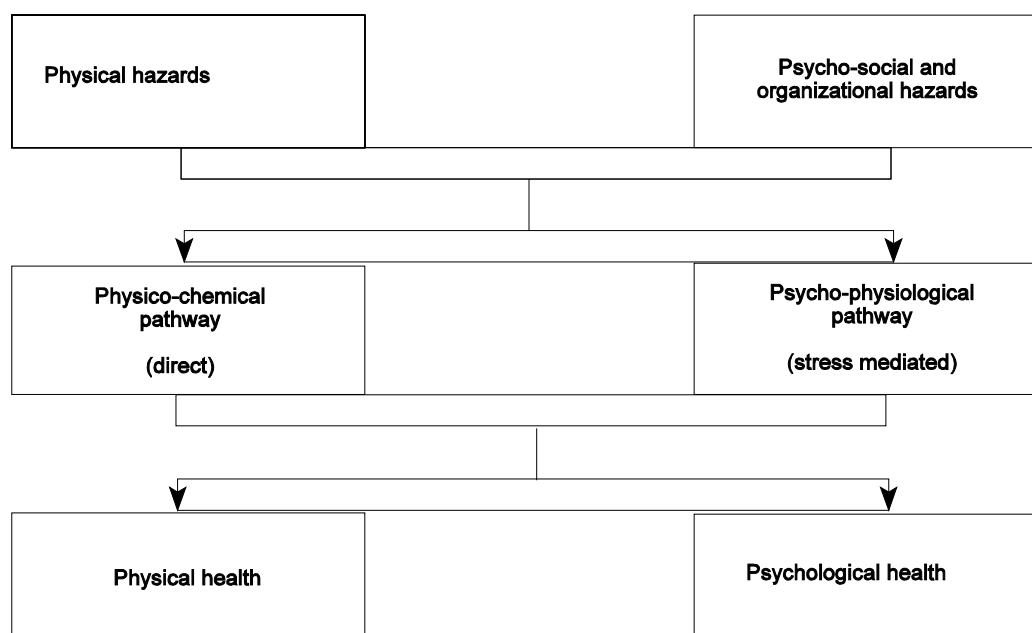 Physical hazards
Psycho-social and
organizational hazards
Physico-chemical
pathway
(direct)
Psycho-physiological
pathway
(stress mediated)
Physical health
Psychological health